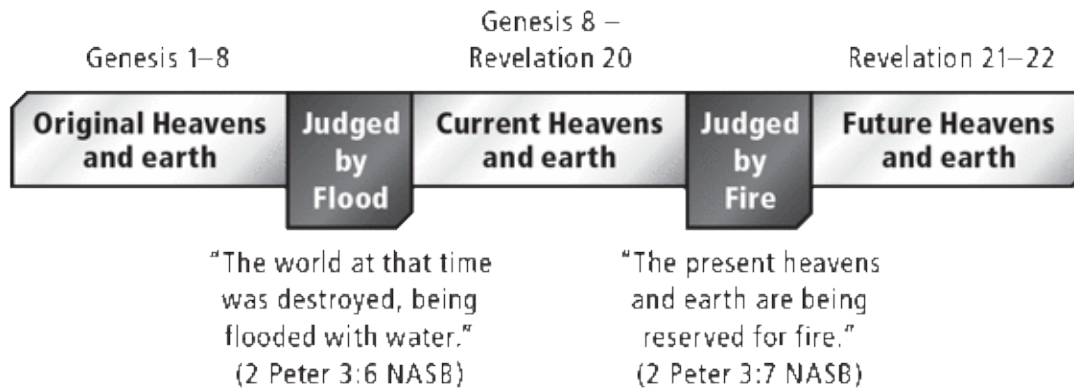 Genesis 1–8
Genesis 8 –
Revelation 20
Revelation 21–22
Original Heavens
and earth
Judged
by
Flood
Current Heavens
and earth
Judged
by
Fire
Future Heavens
and earth
"The world at that time
was destroyed, being
flooded with water."
(2 Peter 3:6 NASB)
"The present heavens
and earth are being
reserved for fire."
(2 Peter 3:7 NASB)